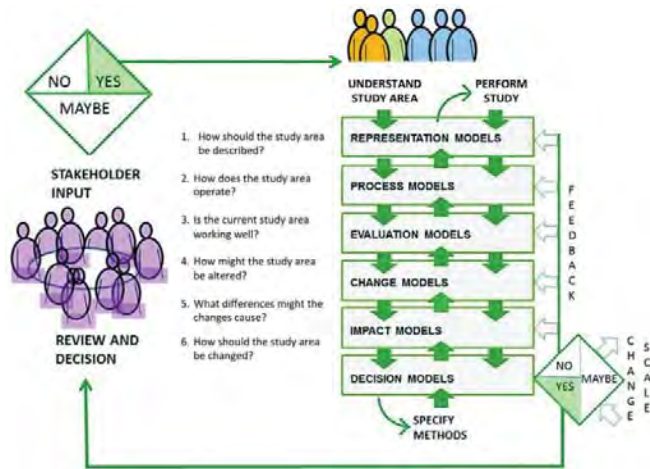 NO
YES
MAYBE
STAKEHOLDER
INPUT
REVIEW AND
DECISION
1. How should the study area
be described?
2. How does the study area
operate?
3. Is the current study area
working well?
4. How might the study area
be altered?
5. What differences might the
changes cause?
6. How should the study area
be changed?
UNDERSTAND
STUDY AREA
PERFORM
STUDY
REPRESENTATION MODELS
PROCESS MODELS
EVALUATION MODELS
CHANGE MODELS
IMPACT MODELS
DECISION MODELS
SPECIFY
METHODS
FEEDBACK
NO
YES
MAYBE
CHANGE
SCALE